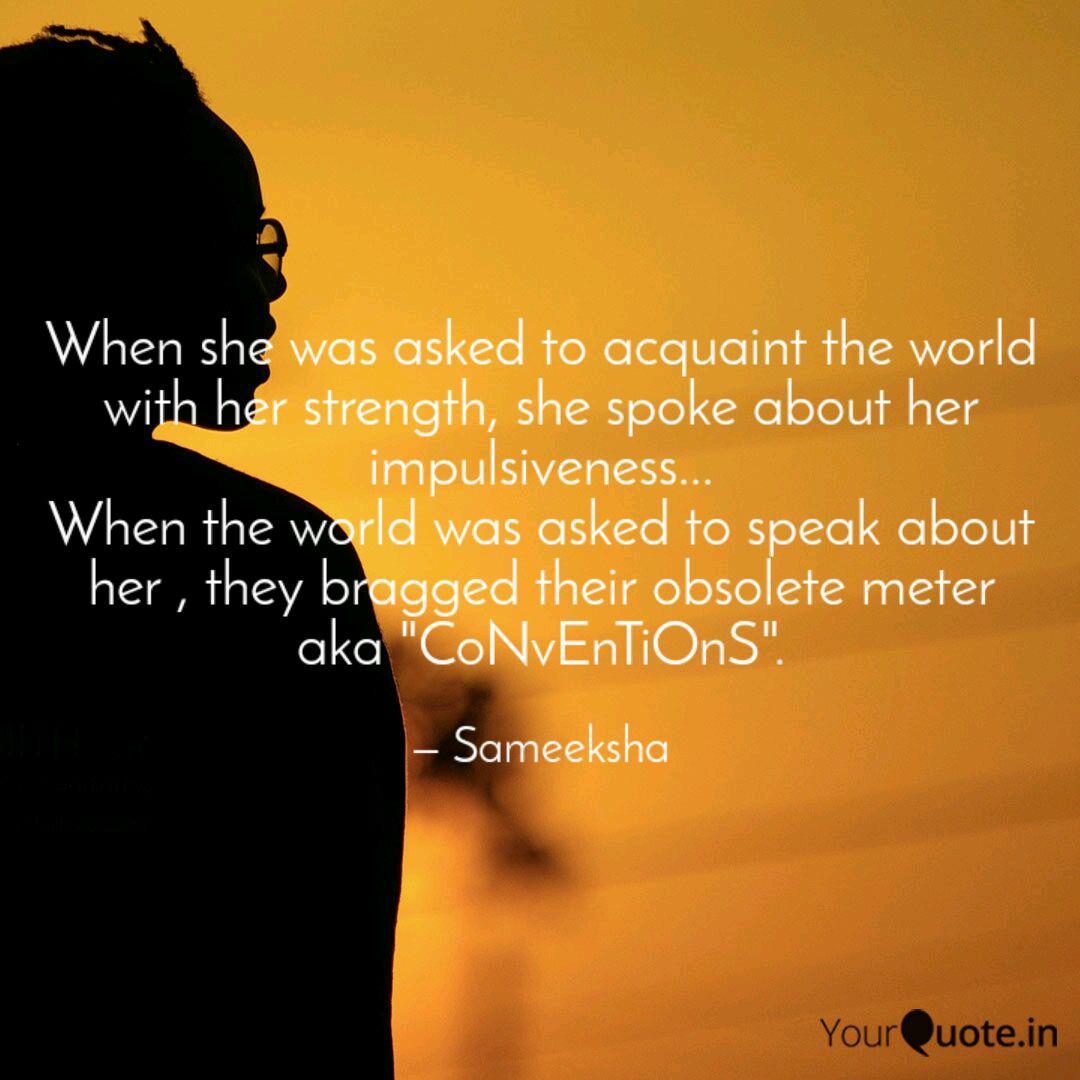 When she was asked to acquaint the world
with her strength, she spoke about her
impulsiveness...
When the world was asked to speak about
her , they bragged their obsolete meter
aka "CoNvEnTiOnS".
– Sameeksha
YourQuote.in